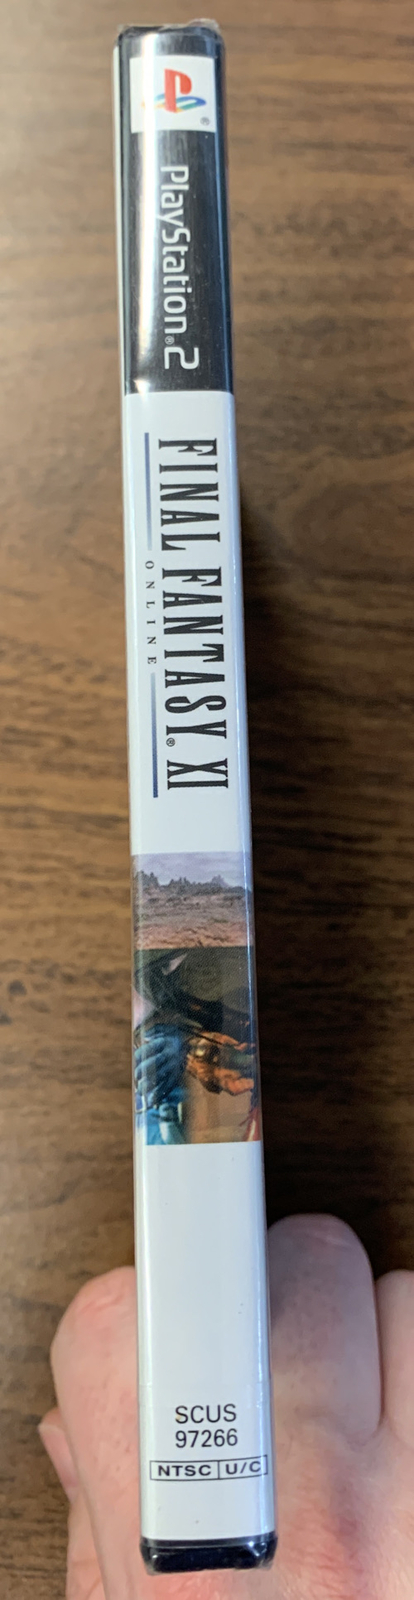 ®
PlayStation®2
FINAL FANTASY® XI
ONLINE
SCUS
97266
NTSC U/C